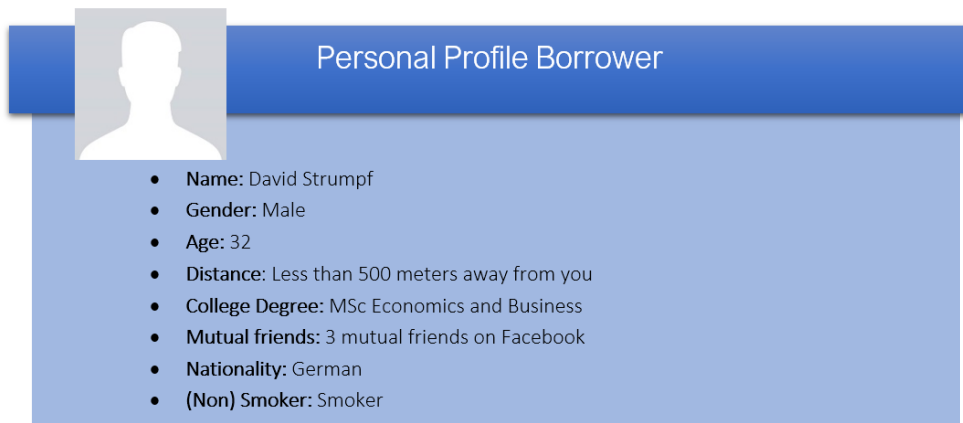 Personal Profile Borrower
• Name: David Strumpf
• Gender: Male
• Age: 32
• Distance: Less than 500 meters away from you
• College Degree: MSc Economics and Business
• Mutual friends: 3 mutual friends on Facebook
• Nationality: German
• (Non) Smoker: Smoker